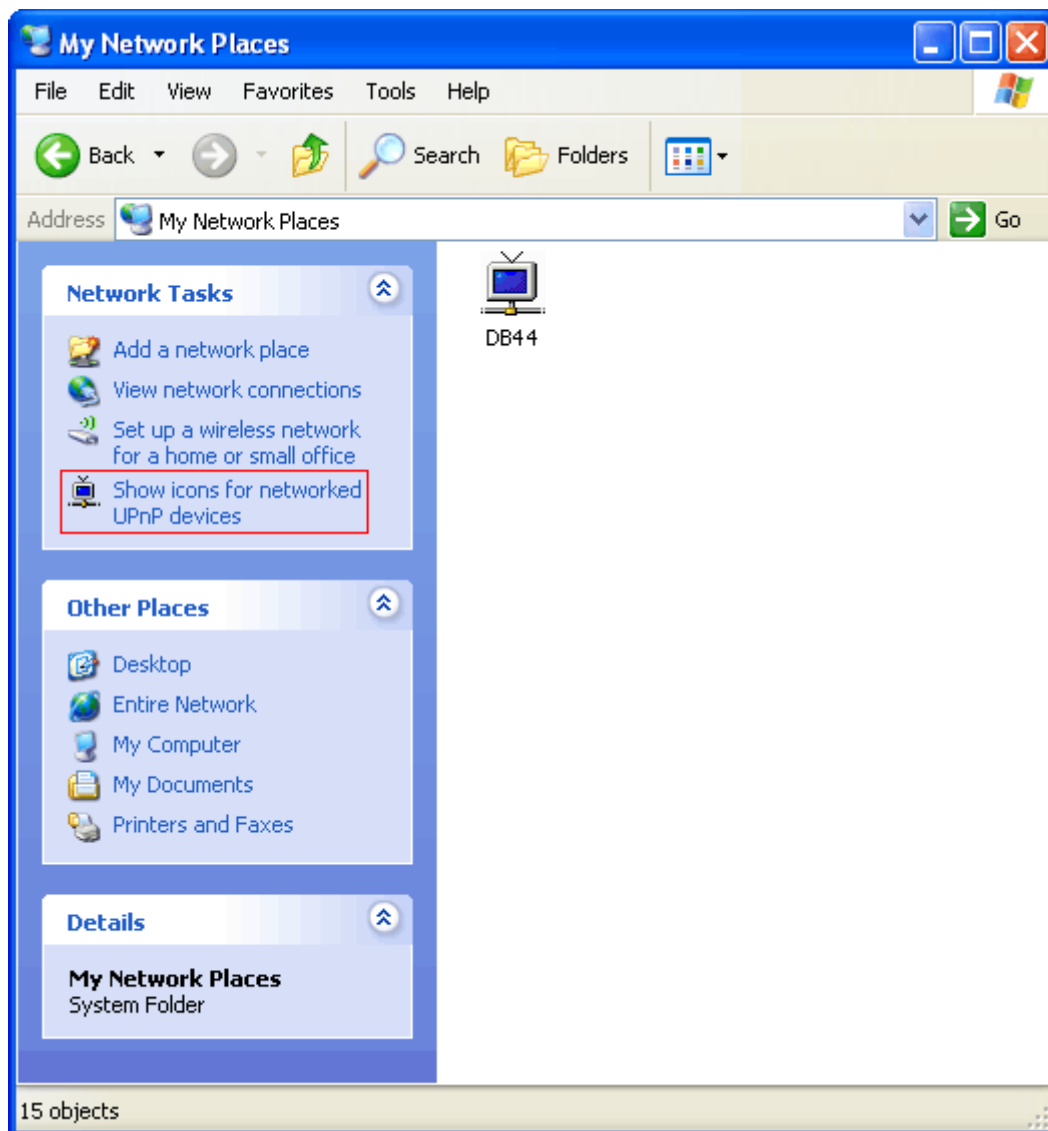 My Network Places
File Edit View Favorites Tools Help
Back Search Folders
Address My Network Places Go
Network Tasks
Add a network place
View network connections
Set up a wireless network
for a home or small office
Show icons for networked
UPnP devices
Other Places
Desktop
Entire Network
My Computer
My Documents
Printers and Faxes
Details
My Network Places
System Folder
DB44
15 objects